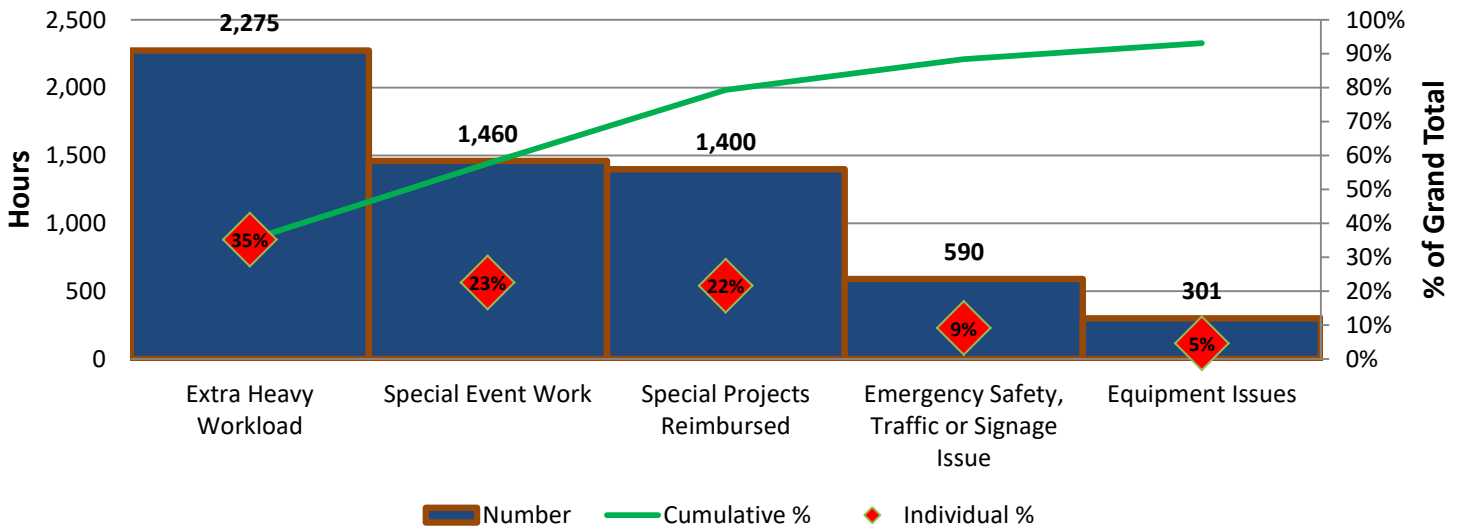 Hours
2,500
2,000
1,500
1,000
500
0
2,275
1,460
1,400
590
301
35%
23%
22%
9%
5%
100%
90%
80%
70%
60%
50%
40%
30%
20%
10%
0%
% of Grand Total
Extra Heavy
Workload
Special Event Work
Special Projects
Reimbursed
Emergency Safety,
Traffic or Signage
Issue
Equipment Issues
Number
Cumulative %
Individual %